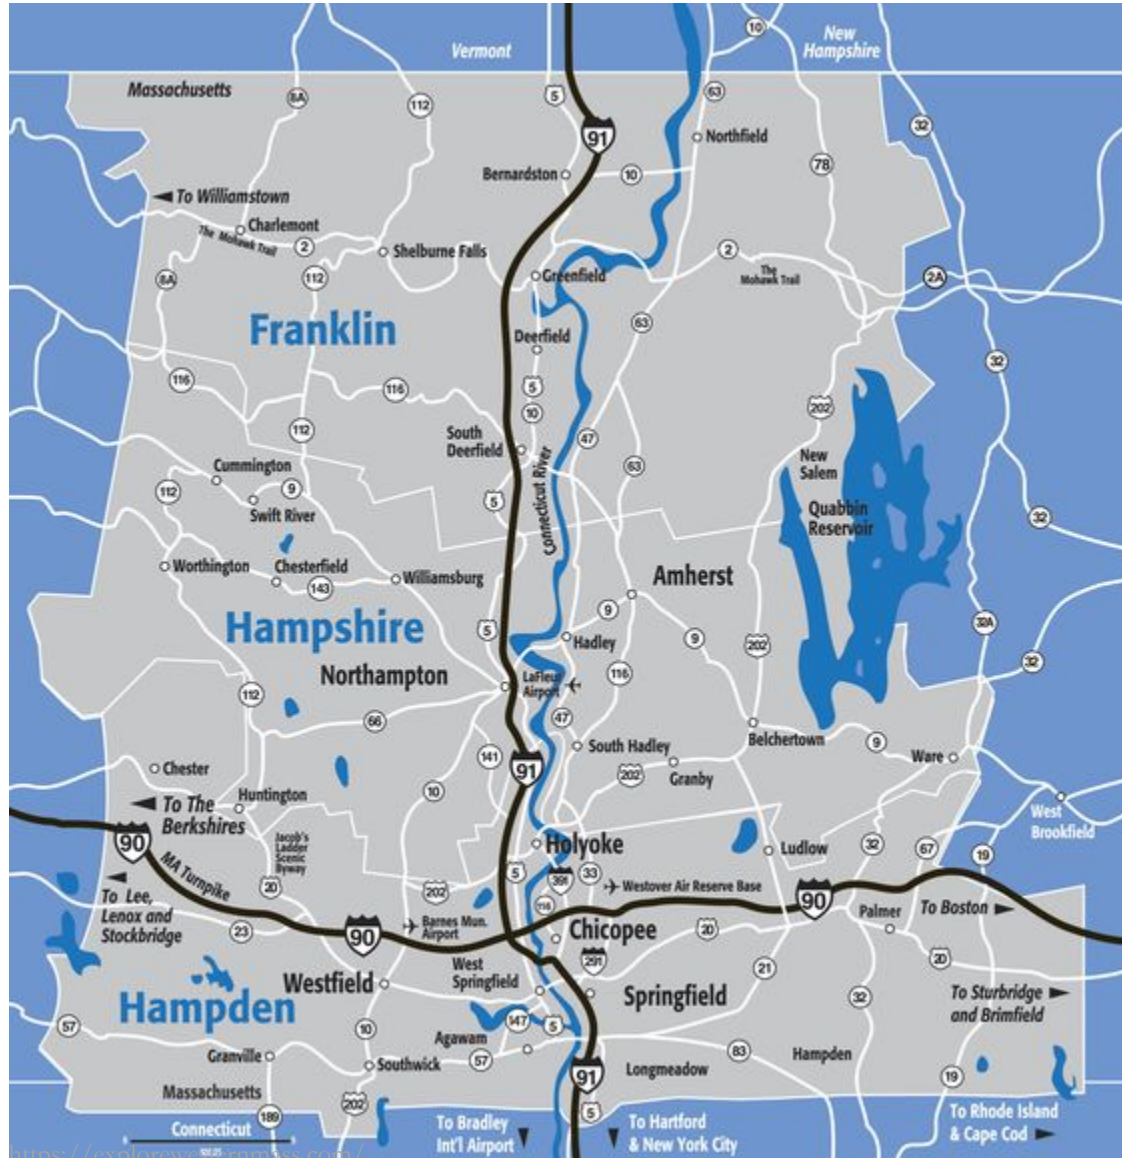 Vermont
New
Hampshire
10
Massachusetts
8A
112
5
63
32
91
Northfield
78
Bernardston
10
To Williamstown
Charlemont
The Mohawk Trail
2
Shelburne Falls
2
The
Mohawk Trail
8A
112
Greenfield
2A
Franklin
63
Deerfield
32
116
116
5
10
202
112
47
South
Deerfield
63
New
Salem
Cummington
112
9
Swift River
5
Connecticut River
Quabbin
Reservoir
32
Worthington
Chesterfield
143
Williamsburg
Amherst
9
Hampshire
5
Hadley
9
202
32A
32
Northampton
LaFleur
Airport
116
112
66
47
Belchertown
9
141
South Hadley
Ware
Chester
91
202
Granby
10
Huntington
To The
Berkshires
West
Brookfield
90
Jacob's
Ladder
Scenic
Byway
Holyoke
Ludlow
32
67
19
MA Turnpike
20
202
5
391
33
Westover Air Reserve Base
90
To Lee,
Lenox and
Stockbridge
116
Palmer
To Boston
23
90
Barnes Mun.
Airport
Chicopee
20
20
West
Springfield
291
21
Westfield
Springfield
32
To Sturbridge
and Brimfield
Hampden
57
10
147
5
Agawam
Granville
Southwick
57
83
Hampden
Massachusetts
91
Longmeadow
19
189
202
5
Connecticut
To Bradley
Int'l Airport
To Hartford
& New York City
To Rhode Island
& Cape Cod
https://explorewesternmass.com/